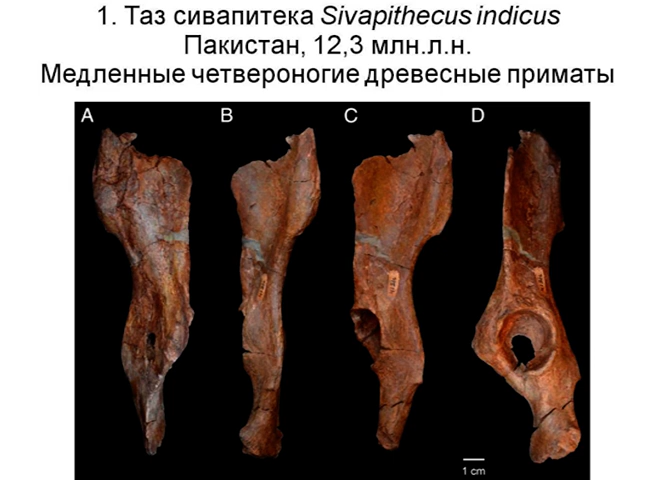 1. Таз сивапитека Sivapithecus indicus
Пакистан, 12,3 млн.л.н.
Медленные четвероногие древесные приматы
A B C D
1 cm